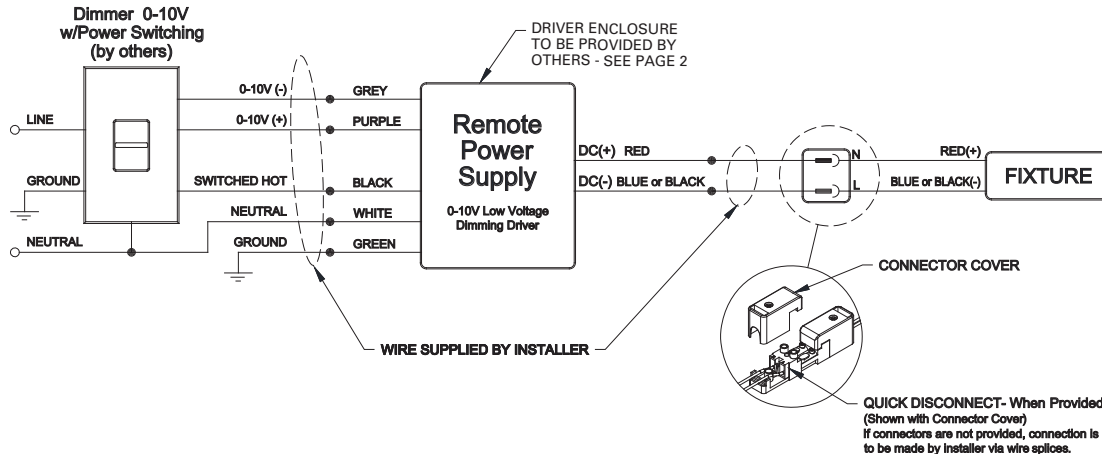 Dimmer 0-10V
w/Power Switching
(by others)
DRIVER ENCLOSURE
TO BE PROVIDED BY
OTHERS - SEE PAGE 2
LINE
GROUND
NEUTRAL
0-10V (-)
0-10V (+)
SWITCHED HOT
NEUTRAL
GROUND
GREY
PURPLE
BLACK
WHITE
GREEN
Remote
Power
Supply
0-10V Low Voltage
Dimming Driver
DC(+) RED
DC(-) BLUE or BLACK
N
L
RED(+)
BLUE or BLACK(-)
FIXTURE
WIRE SUPPLIED BY INSTALLER
CONNECTOR COVER
QUICK DISCONNECT- When Provided
(Shown with Connector Cover)
If connectors are not provided, connection is
to be made by installer via wire splices.